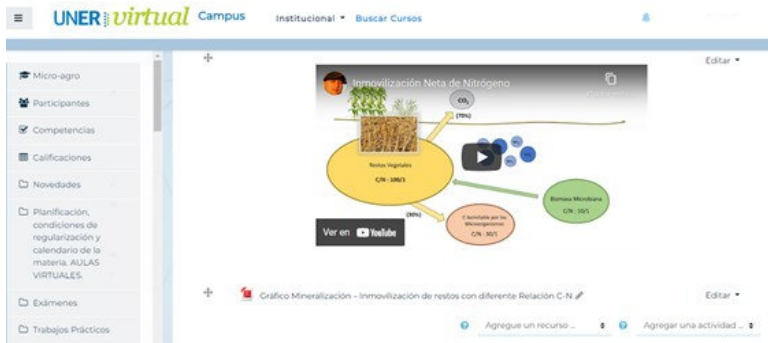 UNER virtual Campus Institucional Buscar Cursos
Editar
Micro-agro
Participantes
Competencias
Calificaciones
Novedades
Planificación,
condiciones de
regularización y
calendario de la
materia. AULAS
VIRTUALES.
Exámenes
Trabajos Prácticos
Inmovilización Neta de Nitrógeno
CO2
(70%)
Restos Vegetales
C/N - 100/1
Biomasa Microbiana
C/N : 10/1
(30%)
C Asimilable por los
Microorganismos
C/N - 30/1
Ver en YouTube
Gráfico Mineralización - Inmovilización de restos con diferente Relación C-N
Editar
Agregue un recurso ...
Agregar una actividad ...